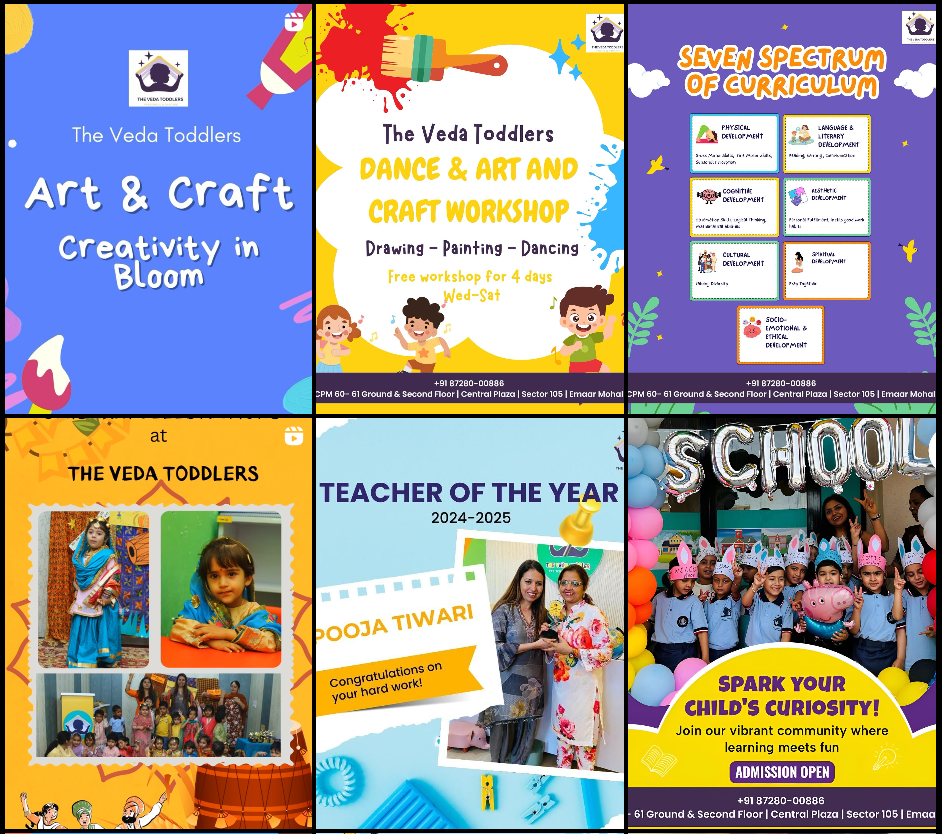 THE VEDA TODDLERS
The Veda Toddlers
Art & Craft
Creativity in
Bloom
THE VEDA TODDLERS
The Veda Toddlers
DANCE & ART AND
CRAFT WORKSHOP
Drawing - Painting - Dancing
Free workshop for 4 days
Wed-Sat
+91 87280-00886
CPM 60- 61 Ground & Second Floor | Central Plaza | Sector 105 | Emaar Mohal
SEVEN SPECTRUM
OF CURRICULUM
PHYSICAL
DEVELOPMENT
LANGUAGE &
LITERARY
DEVELOPMENT
COGNITIVE
DEVELOPMENT
AESTHETIC
DEVELOPMENT
CULTURAL
DEVELOPMENT
SPIRITUAL
DEVELOPMENT
SOCIO-
EMOTIONAL &
ETHICAL
DEVELOPMENT
+91 87280-00886
CPM 60- 61 Ground & Second Floor | Central Plaza | Sector 105 | Emaar Mohal
at
THE VEDA TODDLERS
TEACHER OF THE YEAR
2024-2025
POOJA TIWARI
Congratulations on
your hard work!
SCHOOL
SPARK YOUR
CHILD'S CURIOSITY!
Join our vibrant community where
learning meets fun
ADMISSION OPEN
+91 87280-00886
- 61 Ground & Second Floor | Central Plaza | Sector 105 | Emaa